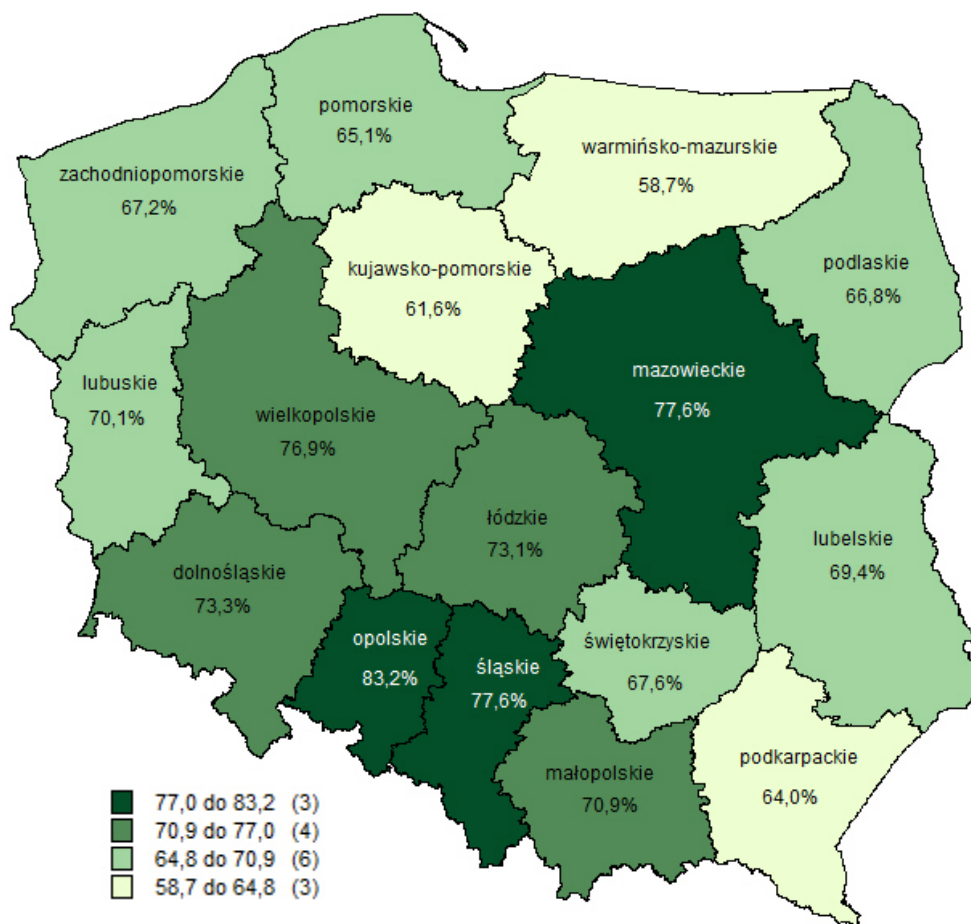 pomorskie
65,1%
warmińsko-mazurskie
58,7%
zachodniopomorskie
67,2%
kujawsko-pomorskie
61,6%
podlaskie
66,8%
lubuskie
70,1%
wielkopolskie
76,9%
mazowieckie
77,6%
łódzkie
73,1%
lubelskie
69,4%
dolnośląskie
73,3%
opolskie
83,2%
śląskie
77,6%
świętokrzyskie
67,6%
małopolskie
70,9%
podkarpackie
64,0%
77,0 do 83,2 (3)
70,9 do 77,0 (4)
64,8 do 70,9 (6)
58,7 do 64,8 (3)